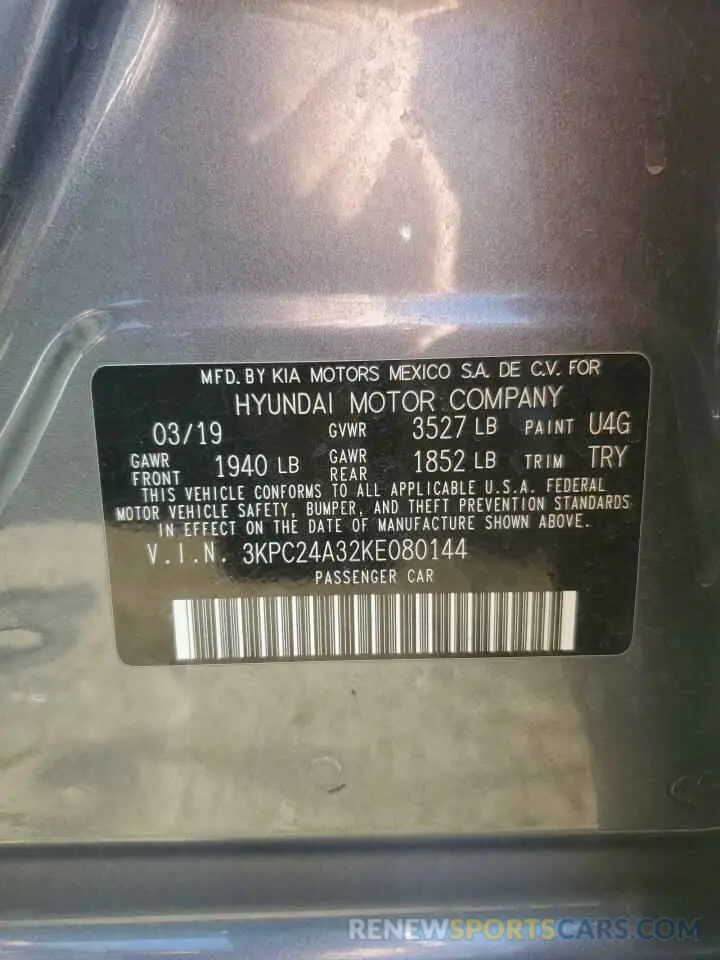 MFD. BY KIA MOTORS MEXICO S.A. DE C.V. FOR
HYUNDAI MOTOR COMPANY
03/19 GVWR 3527 LB PAINT U4G
GAWR FRONT 1940 LB GAWR REAR 1852 LB TRIM TRY
THIS VEHICLE CONFORMS TO ALL APPLICABLE U.S.A. FEDERAL
MOTOR VEHICLE SAFETY, BUMPER, AND THEFT PREVENTION STANDARDS
IN EFFECT ON THE DATE OF MANUFACTURE SHOWN ABOVE.
V.I.N. 3KPC24A32KE080144
PASSENGER CAR
RENEWSPORTSCARS.COM